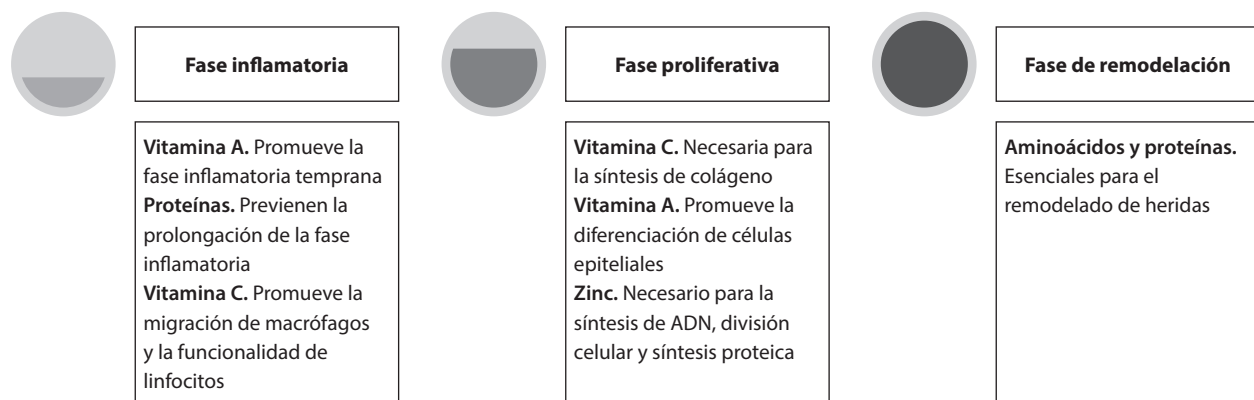 Fase inflamatoria
Vitamina A. Promueve la
fase inflamatoria temprana
Proteínas. Previenen la
prolongación de la fase
inflamatoria
Vitamina C. Promueve la
migración de macrófagos
y la funcionalidad de
linfocitos
Fase proliferativa
Vitamina C. Necesaria para
la síntesis de colágeno
Vitamina A. Promueve la
diferenciación de células
epiteliales
Zinc. Necesario para la
síntesis de ADN, división
celular y síntesis proteica
Fase de remodelación
Aminoácidos y proteínas.
Esenciales para el
remodelado de heridas